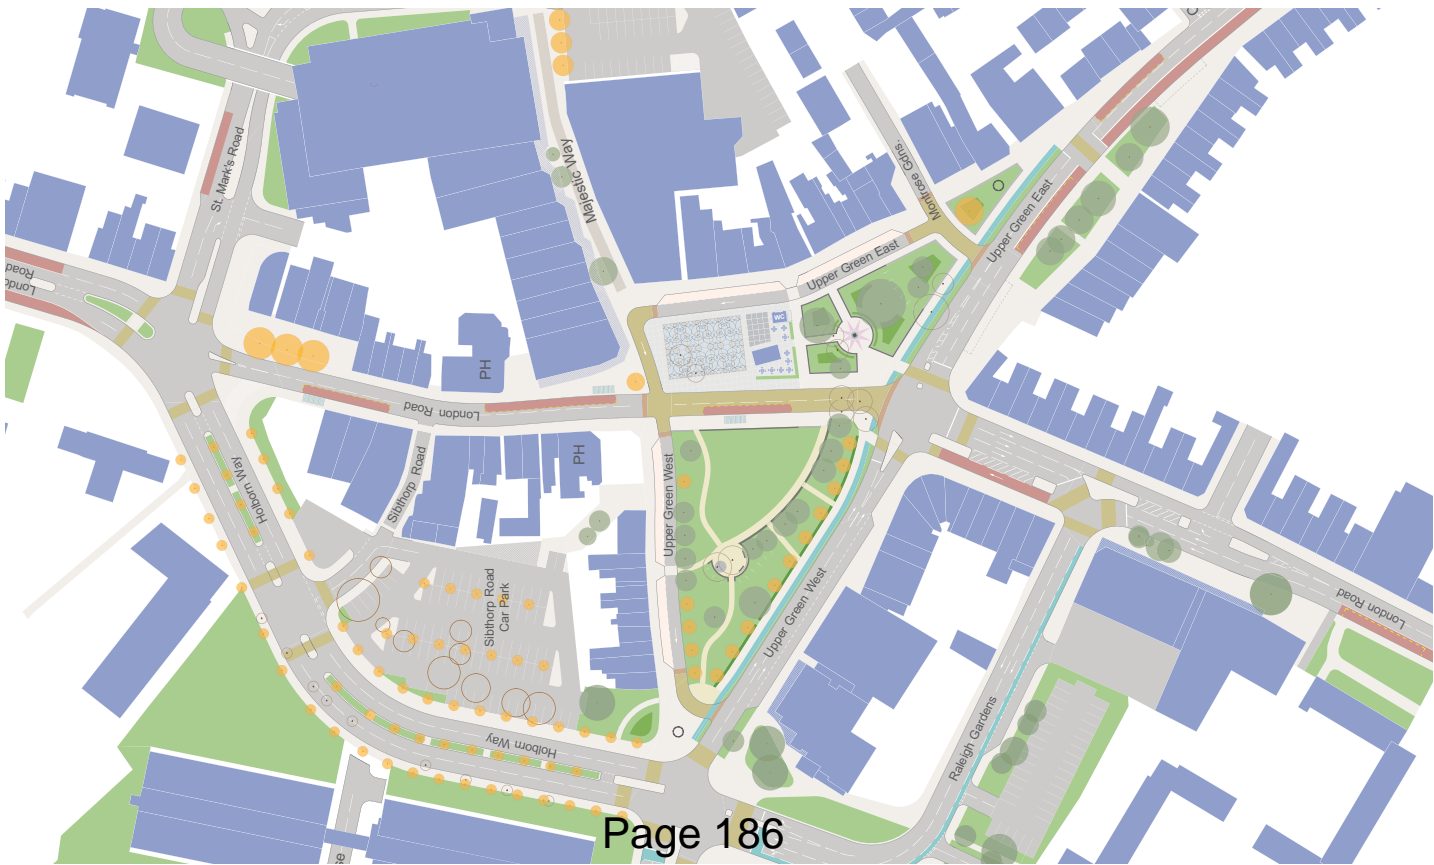 St. Mark's Road
Majestic Way
Montrose Gdns.
Upper Green East
Upper Green East
London
Road
WC
PH
London Road
PH
Sibthorp Road
Holborn Way
Upper Green West
Sibthorp Road
Car Park
Upper Green West
London Road
Raleigh Gardens
Holborn Way
Page 186
se